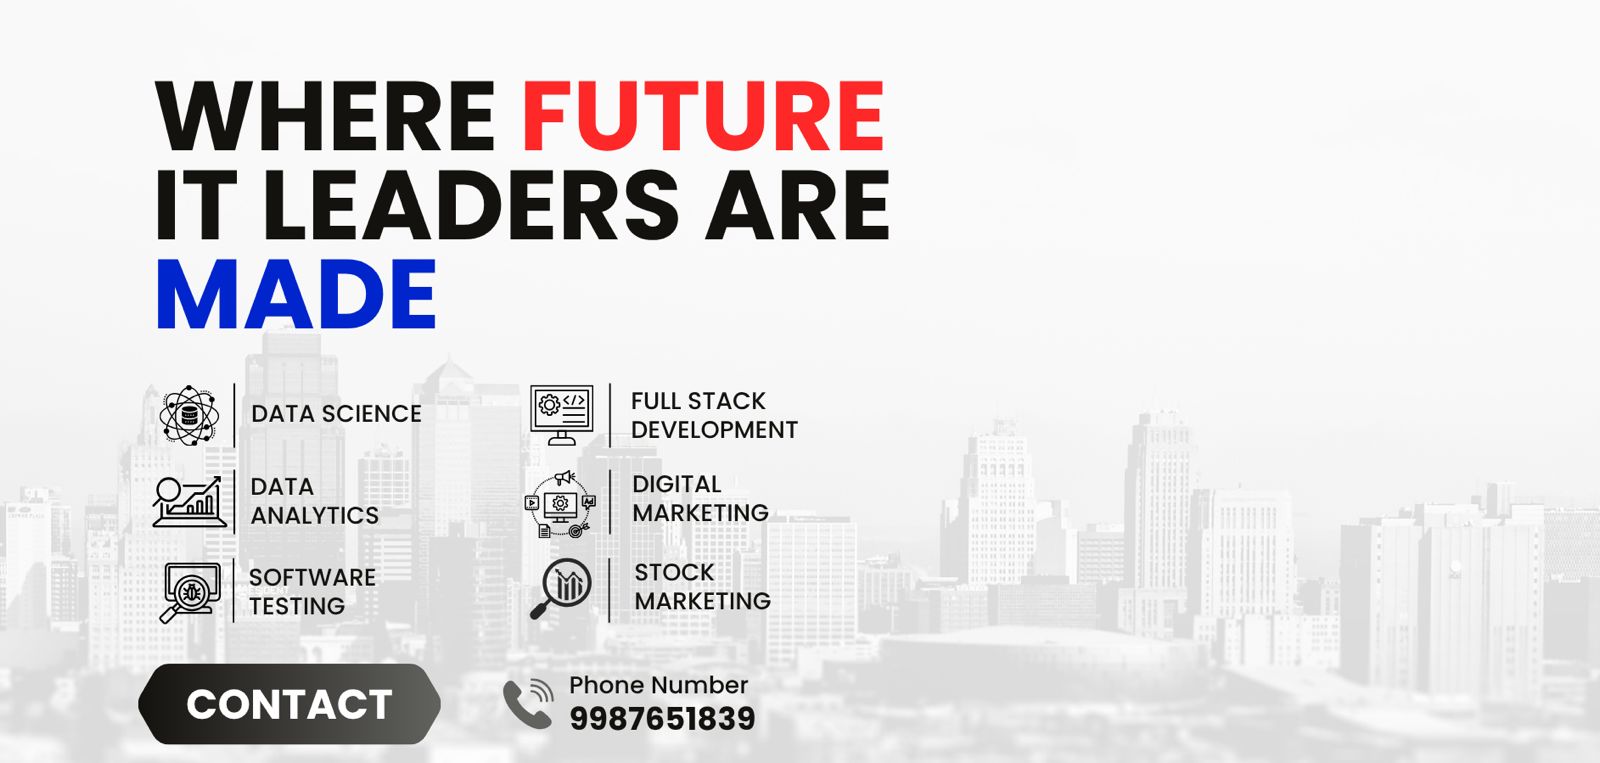 WHERE FUTURE
IT LEADERS ARE
MADE
DATA SCIENCE
FULL STACK
DEVELOPMENT
DATA
ANALYTICS
DIGITAL
MARKETING
SOFTWARE
TESTING
STOCK
MARKETING
CONTACT
Phone Number
9987651839